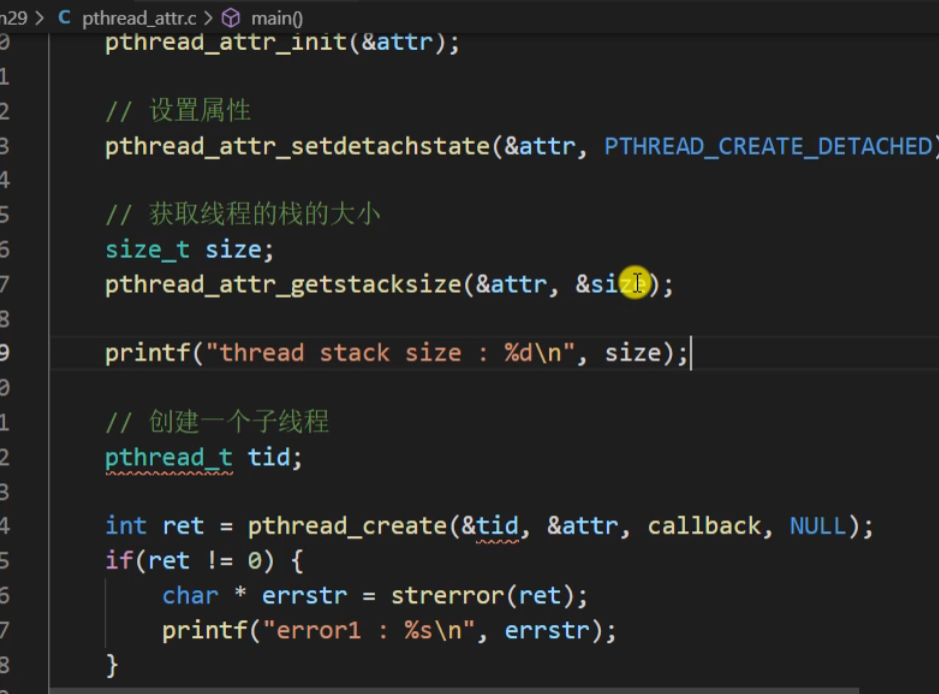 n29 > C pthread_attr.c > main()
0 pthread_attr_init(&attr);
1
2 // 设置属性
3 pthread_attr_setdetachstate(&attr, PTHREAD_CREATE_DETACHED)
4
5 // 获取线程的栈的大小
6 size_t size;
7 pthread_attr_getstacksize(&attr, &size);
8
9 printf("thread stack size : %d\n", size);
0
1 // 创建一个子线程
2 pthread_t tid;
3
4 int ret = pthread_create(&tid, &attr, callback, NULL);
5 if(ret != 0) {
6 char * errstr = strerror(ret);
7 printf("error1 : %s\n", errstr);
8 }